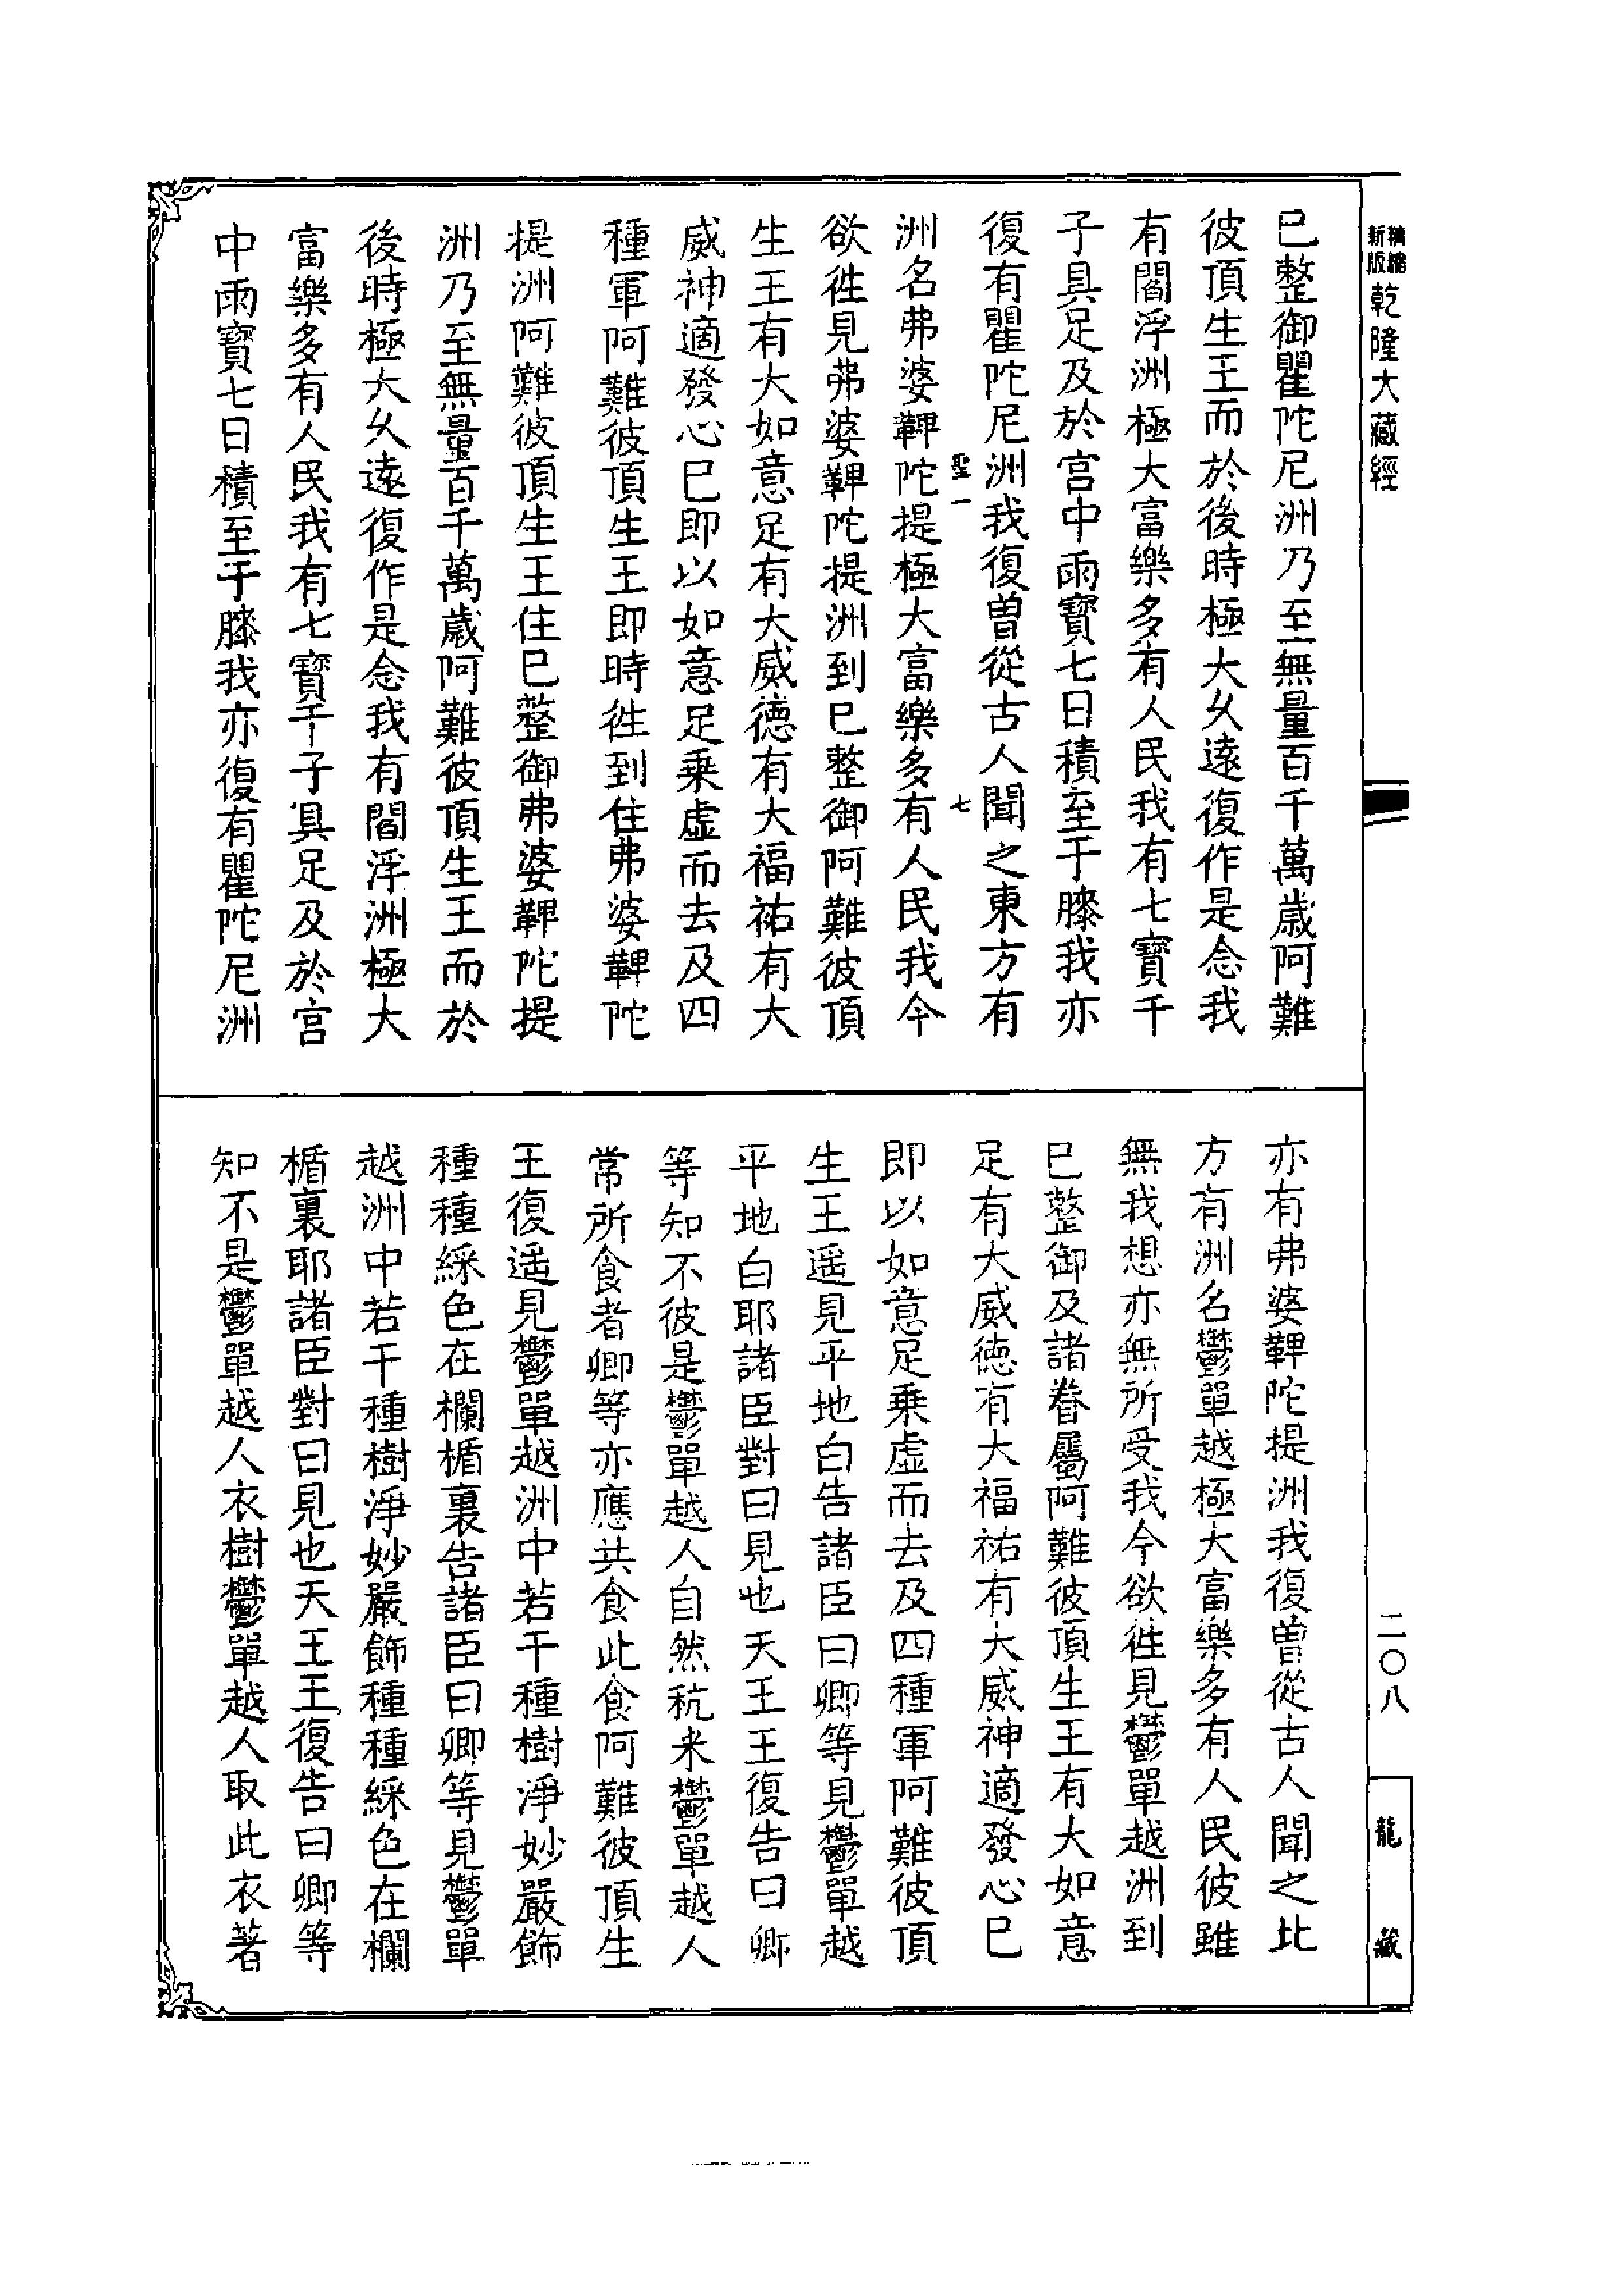 新版精縮乾隆大藏經
巳整御瞿陀尼洲乃至無量百千萬歲阿難
彼頂生王而於後時極大久遠復作是念我
有閻浮洲極大富樂多有人民我有七寶千
子具足及於宮中雨寶七日積至于膝我亦
復有瞿陀尼洲我復曾從古人聞之東方有
聖一 七
洲名弗婆鞞陀提極大富樂多有人民我今
欲徃見弗婆鞞陀提洲到巳整御阿難彼頂
生王有大如意足有大威德有大福祐有大
威神適發心巳即以如意足乗虛而去及四
種軍阿難彼頂生王即時徃到住弗婆鞞陀
提洲阿難彼頂生王住巳整御弗婆鞞陀提
洲乃至無量百千萬歲阿難彼頂生王而於
後時極大久遠復作是念我有閻浮洲極大
富樂多有人民我有七寶千子具足及於宮
中雨寶七日積至于膝我亦復有瞿陀尼洲
亦有弗婆鞞陀提洲我復曾從古人聞之北
方有洲名鬱單越極大富樂多有人民彼雖
無我想亦無所受我今欲徃見鬱單越洲到
巳整御及諸眷屬阿難彼頂生王有大如意
足有大威德有大福祐有大威神適發心巳
即以如意足乗虛而去及四種軍阿難彼頂
生王遥見平地白告諸臣曰卿等見鬱單越
平地白耶諸臣對曰見也天王王復告曰卿
等知不彼是鬱單越人自然秔米鬱單越人
常所食者卿等亦應共食此食阿難彼頂生
王復遥見鬱單越洲中若干種樹淨妙嚴飾
種種綵色在欄楯裏告諸臣曰卿等見鬱單
越洲中若干種樹淨妙嚴飾種種綵色在欄
楯裏耶諸臣對曰見也天王王復告曰卿等
知不是鬱單越人衣樹鬱單越人取此衣著
二〇八
龍藏